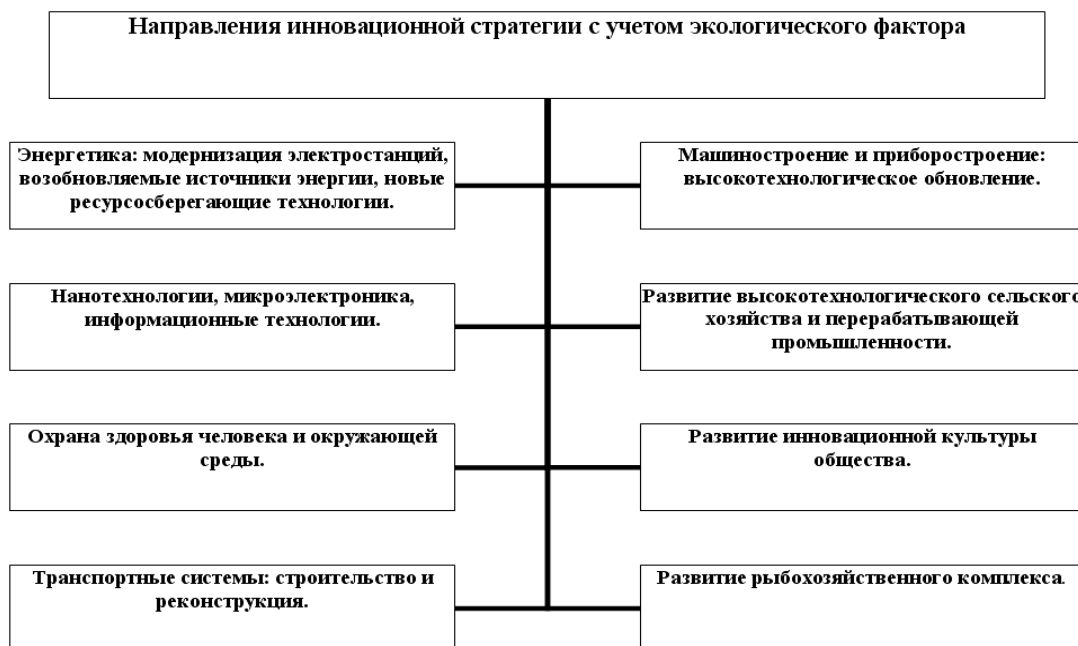 Направления инновационной стратегии с учетом экологического фактора
Энергетика: модернизация электростанций,
возобновляемые источники энергии, новые
ресурсосберегающие технологии.
Машиностроение и приборостроение:
высокотехнологическое обновление.
Нанотехнологии, микроэлектроника,
информационные технологии.
Развитие высокотехнологического сельского
хозяйства и перерабатывающей
промышленности.
Охрана здоровья человека и окружающей
среды.
Развитие инновационной культуры
общества.
Транспортные системы: строительство и
реконструкция.
Развитие рыбохозяйственного комплекса.